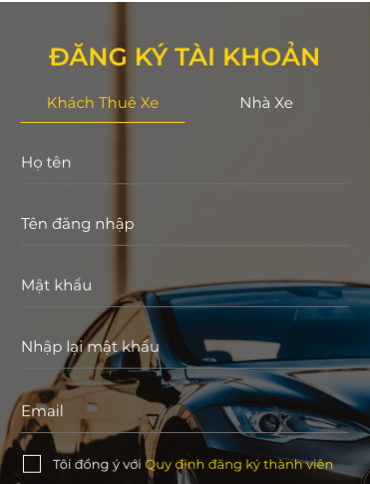 ĐĂNG KÝ TÀI KHOẢN
Khách Thuê Xe Nhà Xe
Họ tên
Tên đăng nhập
Mật khẩu
Nhập lại mật khẩu
Email
Tôi đồng ý với Quy định đăng ký thành viên